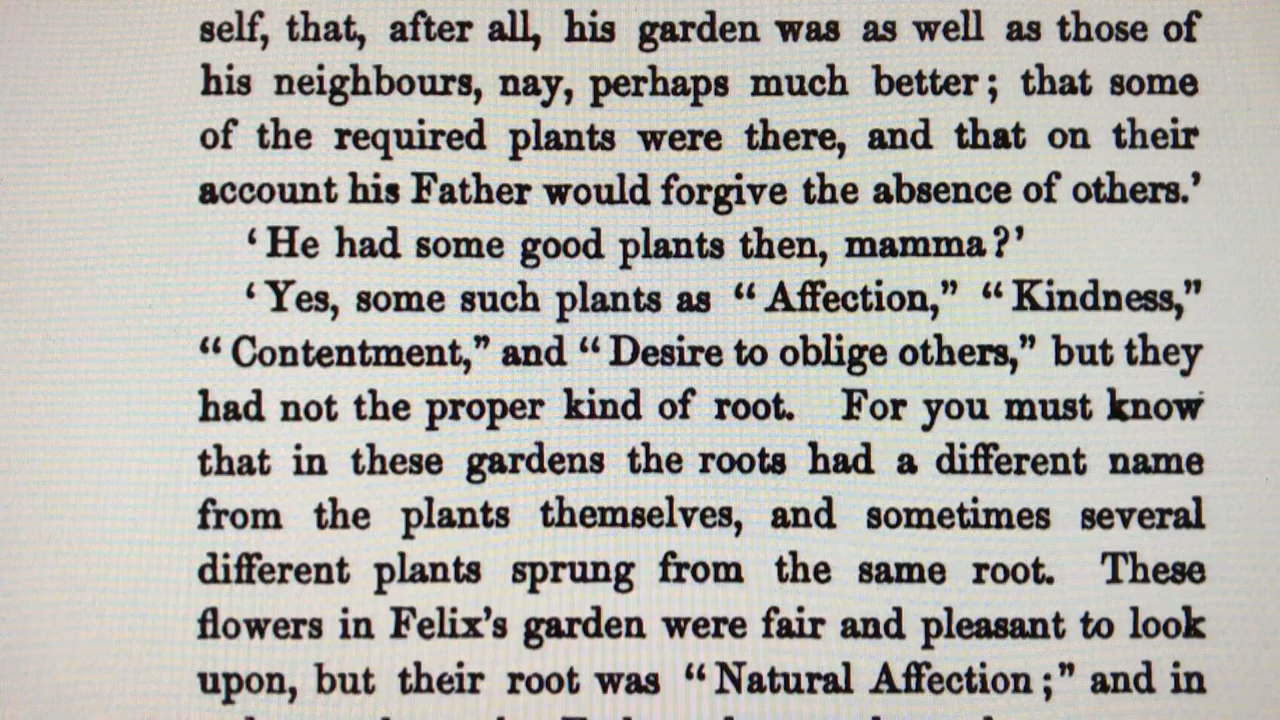 self, that, after all, his garden was as well as those of
his neighbours, nay, perhaps much better; that some
of the required plants were there, and that on their
account his Father would forgive the absence of others.’
‘He had some good plants then, mamma?’
‘Yes, some such plants as “Affection,” “Kindness,”
“Contentment,” and “Desire to oblige others,” but they
had not the proper kind of root. For you must know
that in these gardens the roots had a different name
from the plants themselves, and sometimes several
different plants sprung from the same root. These
flowers in Felix’s garden were fair and pleasant to look
upon, but their root was “Natural Affection;” and in